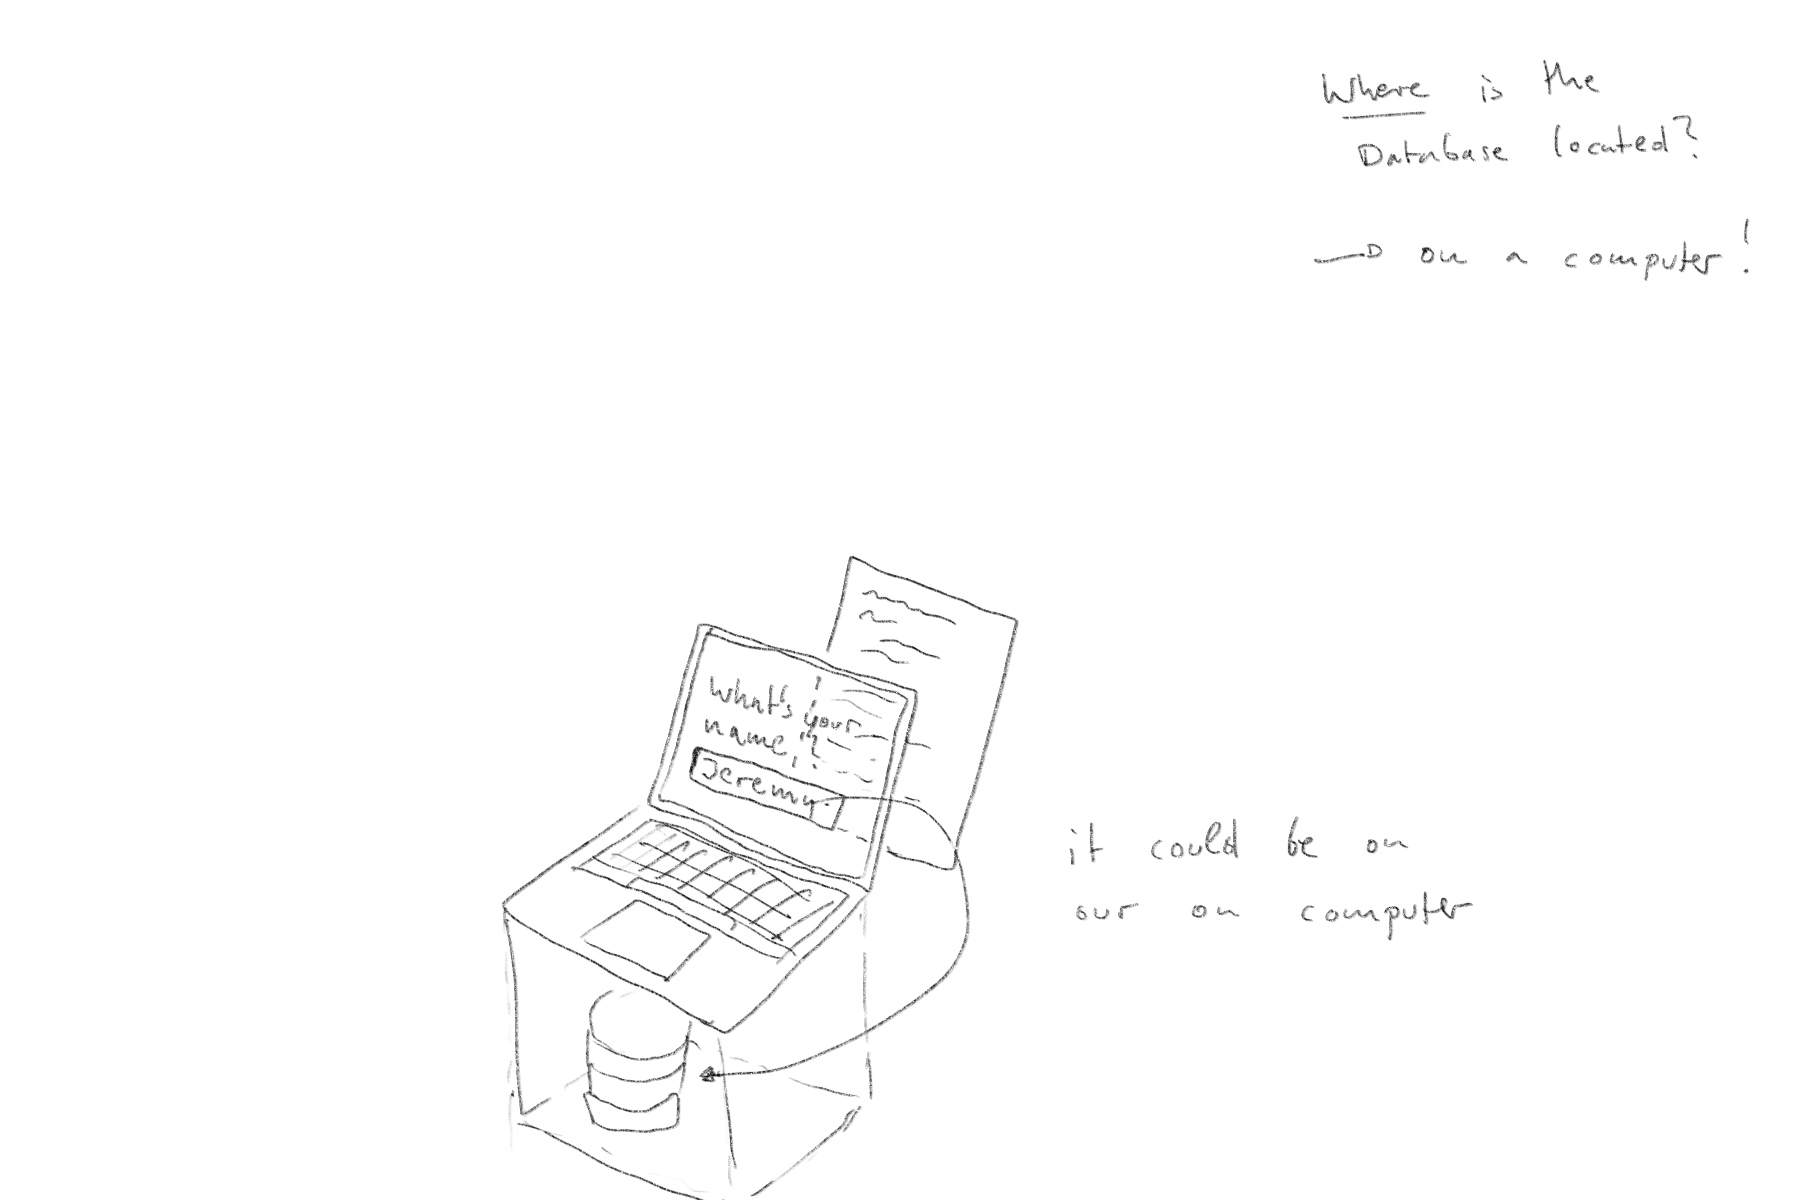 Where is the
Database located?
→ on a computer!
What's your
name?
Jeremy
it could be on
our on computer